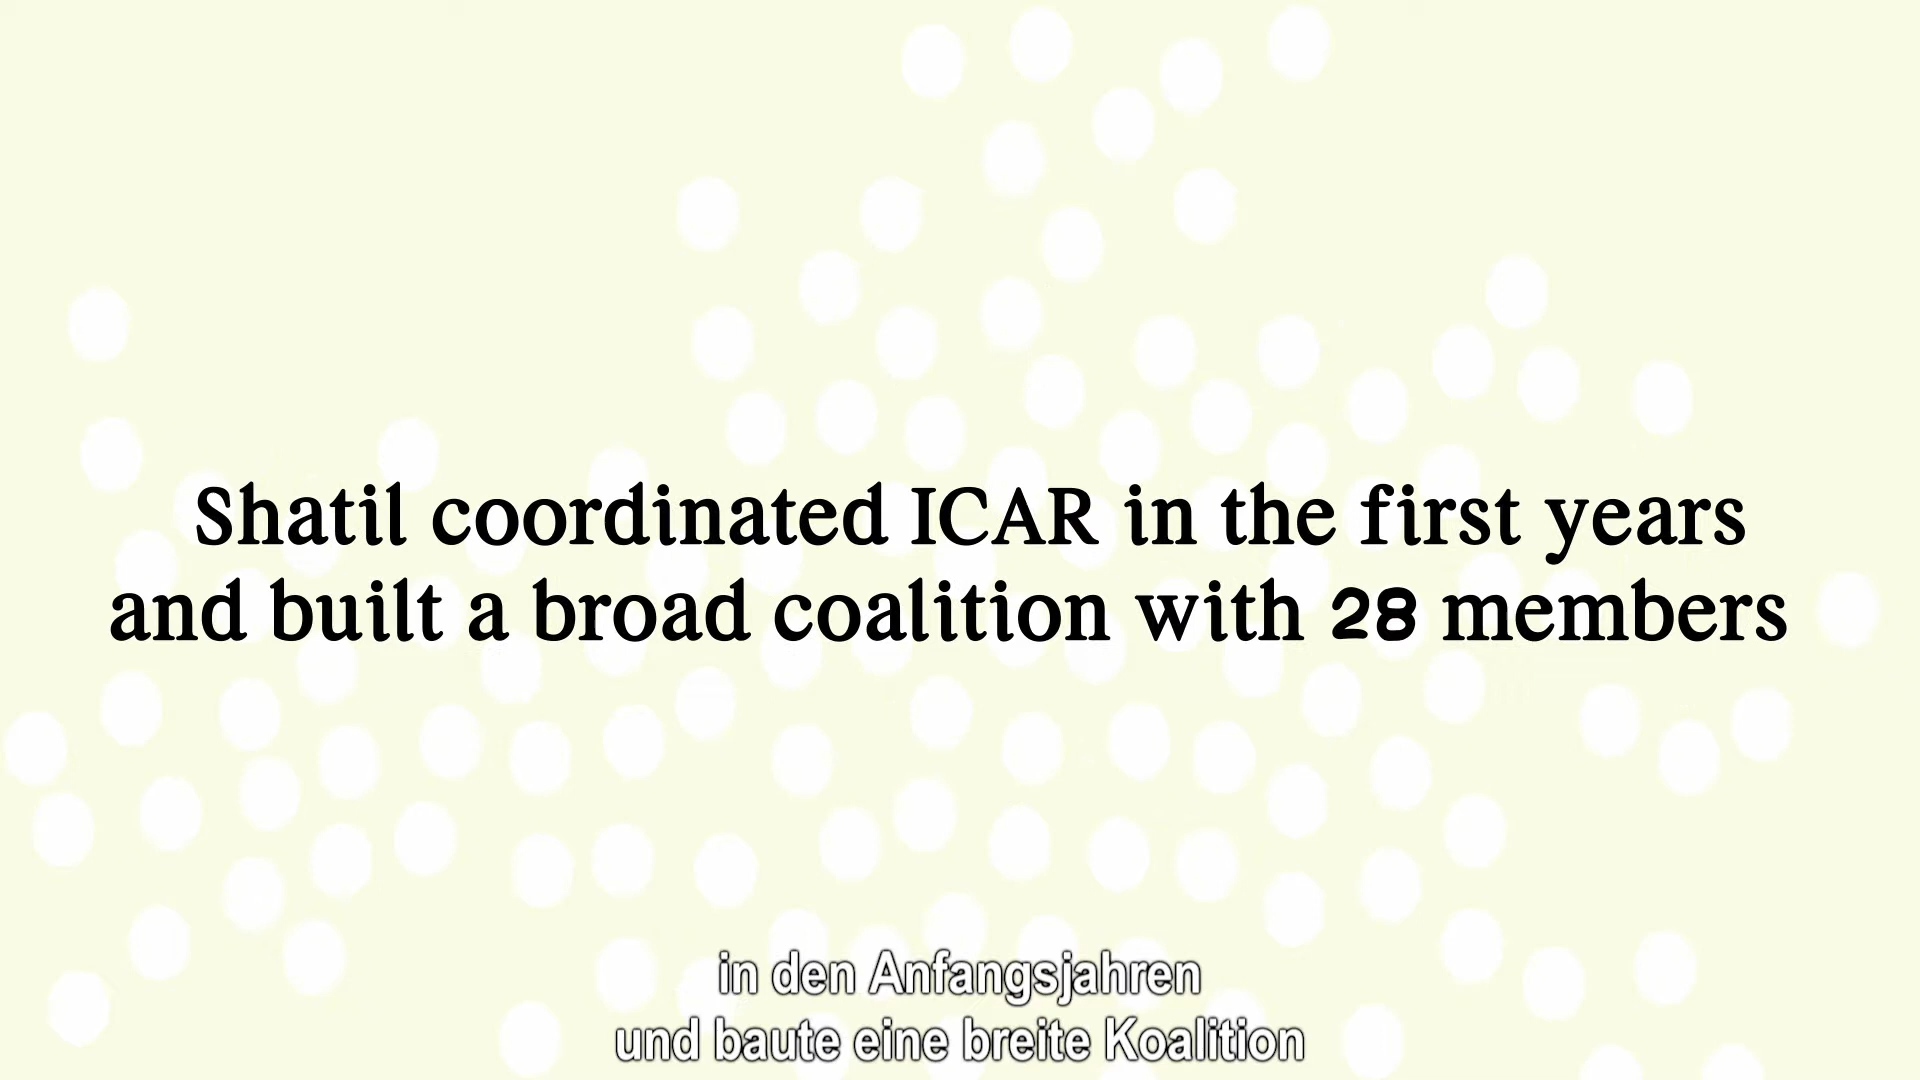 Shatil coordinated ICAR in the first years
and built a broad coalition with 28 members
in den Anfangsjahren
und baute eine breite Koalition